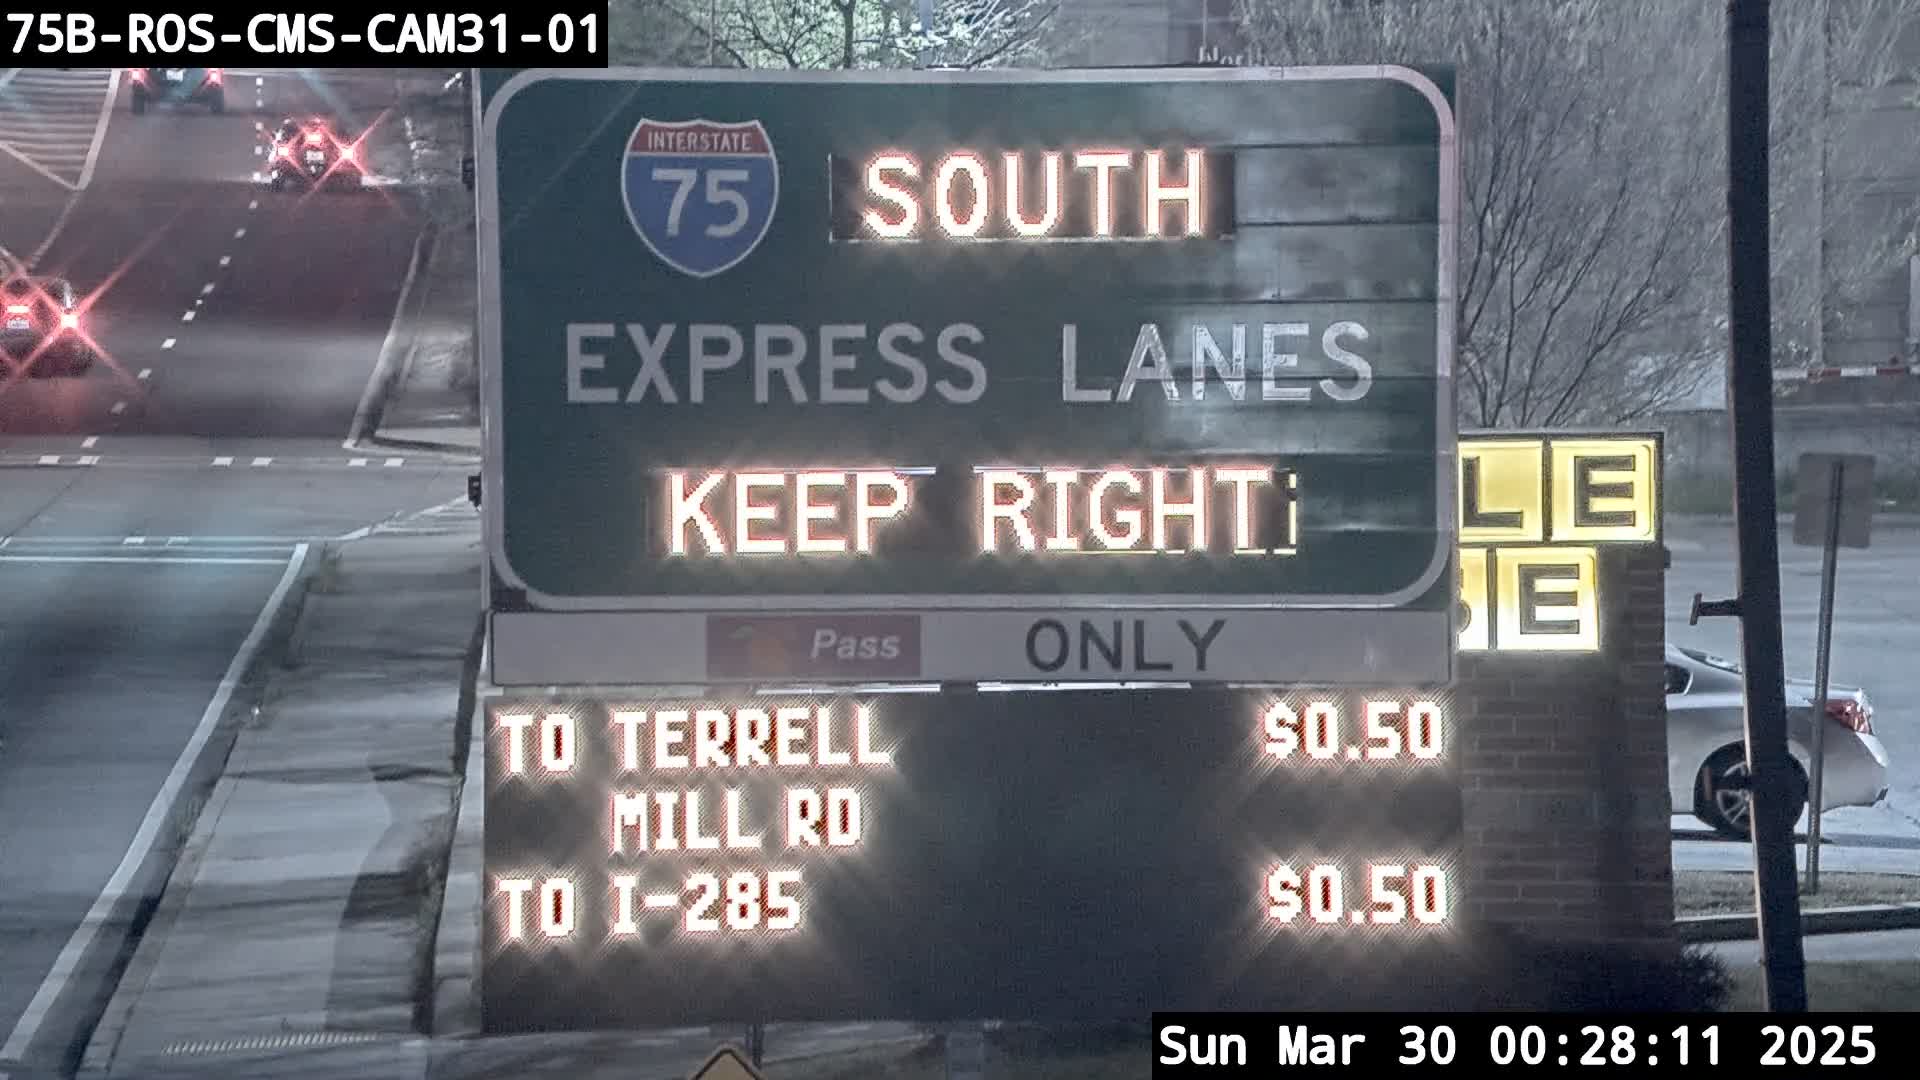 75B-ROS-CMS-CAM31-01
INTERSTATE
75
SOUTH
EXPRESS LANES
KEEP RIGHT
Pass ONLY
TO TERRELL $0.50
MILL RD
TO I-285 $0.50
LE
E
Sun Mar 30 00:28:11 2025